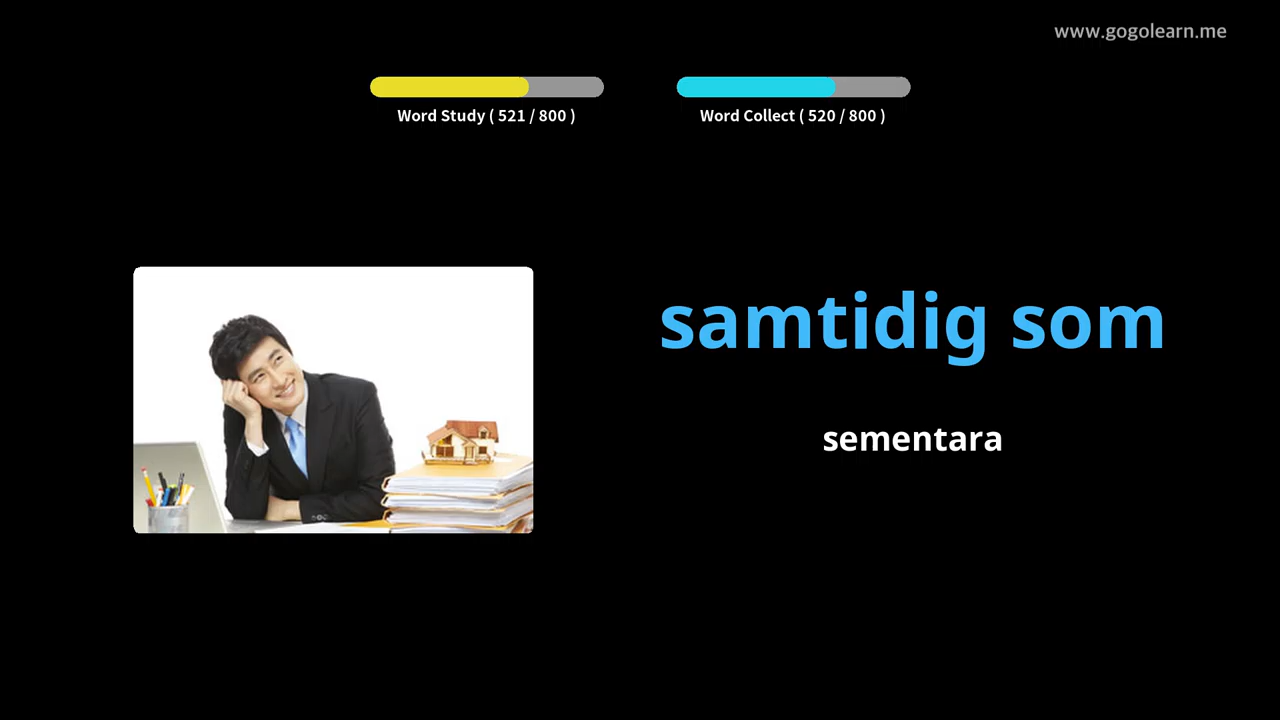 www.gogolearn.me
Word Study ( 521 / 800 )
Word Collect ( 520 / 800 )
samtidig som
sementara